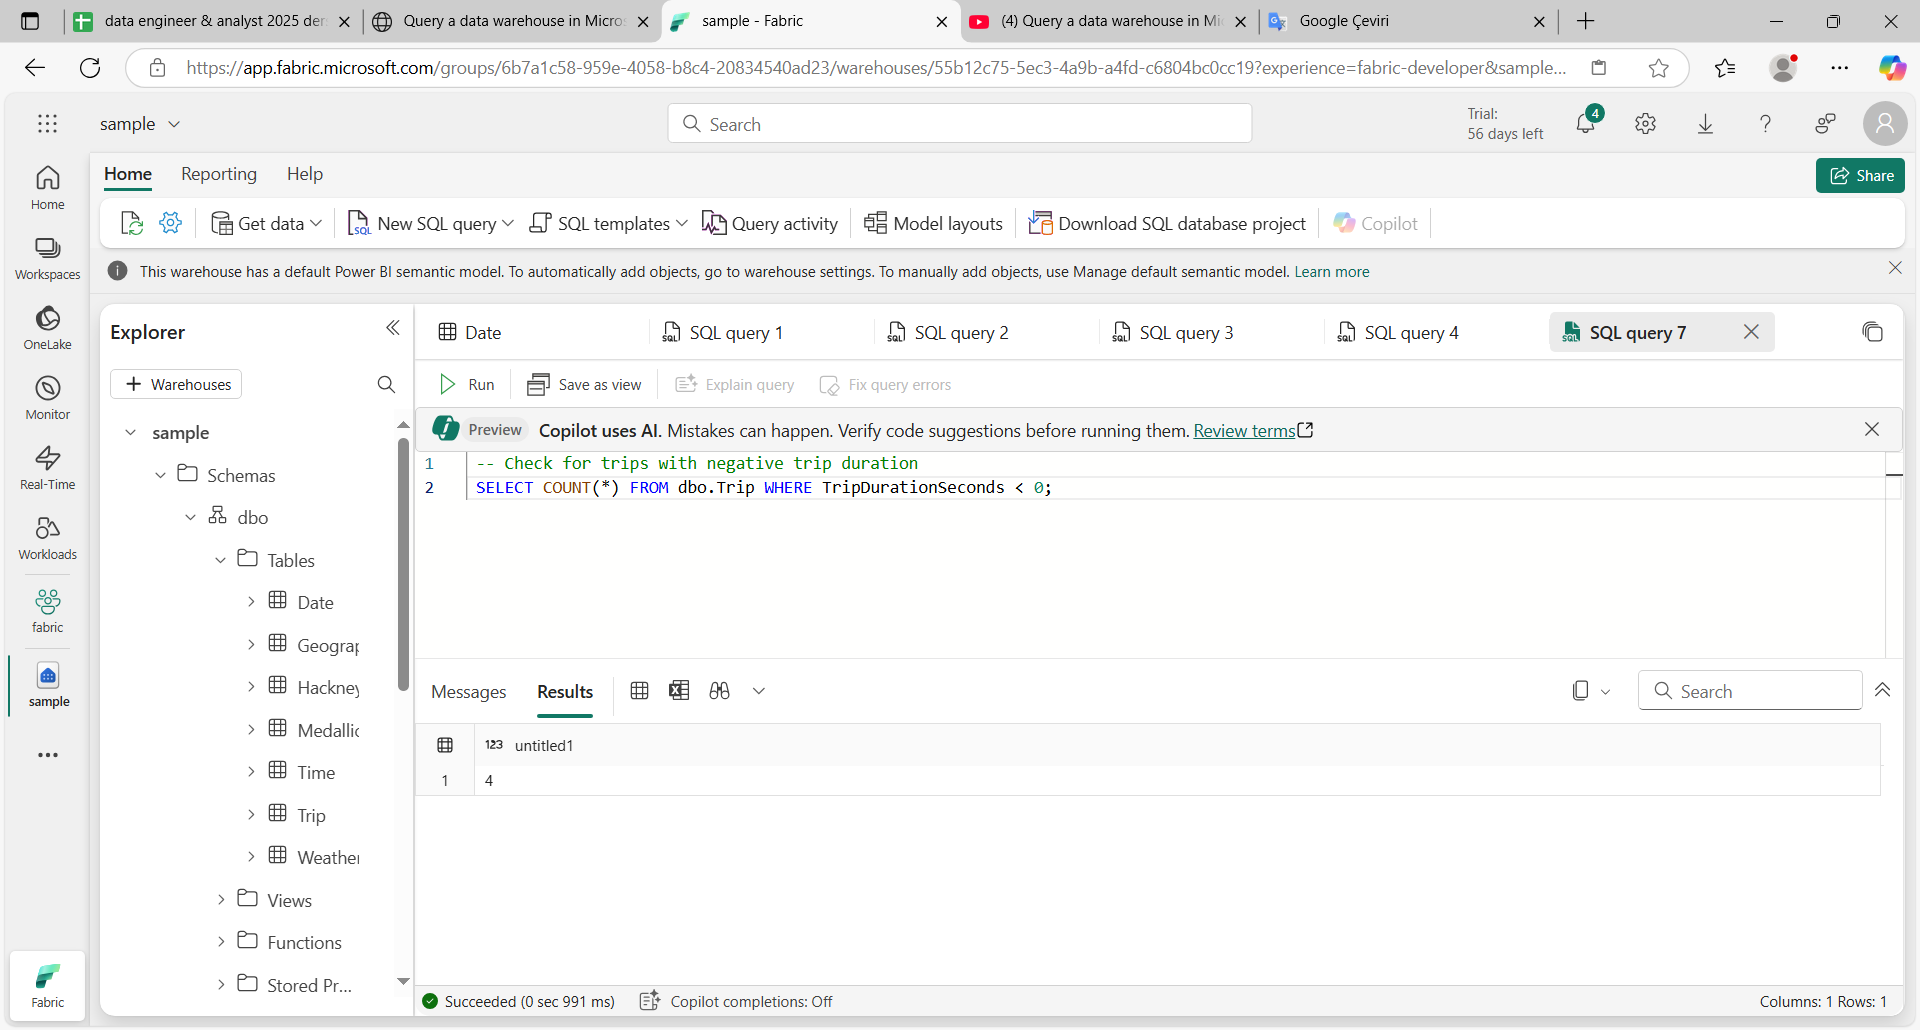 data engineer & analyst 2025 der
Query a data warehouse in Micros
sample - Fabric
(4) Query a data warehouse in Mi
Google Çeviri
https://app.fabric.microsoft.com/groups/6b7a1c58-959e-4058-b8c4-20834540ad23/warehouses/55b12c75-5ec3-4a9b-a4fd-c6804bc0cc19?experience=fabric-developer&sample...
sample
Search
Trial:
56 days left
4
Home
Reporting
Help
Share
Get data
New SQL query
SQL templates
Query activity
Model layouts
Download SQL database project
Copilot
This warehouse has a default Power BI semantic model. To automatically add objects, go to warehouse settings. To manually add objects, use Manage default semantic model. Learn more
Home
Workspaces
OneLake
Monitor
Real-Time
Workloads
fabric
sample
Fabric
Explorer
Warehouses
sample
Schemas
dbo
Tables
Date
Geograp
Hackney
Medallic
Time
Trip
Weather
Views
Functions
Stored Pr...
Date
SQL query 1
SQL query 2
SQL query 3
SQL query 4
SQL query 7
Run
Save as view
Explain query
Fix query errors
Preview
Copilot uses AI. Mistakes can happen. Verify code suggestions before running them. Review terms
1 -- Check for trips with negative trip duration
2 SELECT COUNT(*) FROM dbo.Trip WHERE TripDurationSeconds < 0;
Messages
Results
Search
123 untitled1
1 4
Succeeded (0 sec 991 ms)
Copilot completions: Off
Columns: 1 Rows: 1